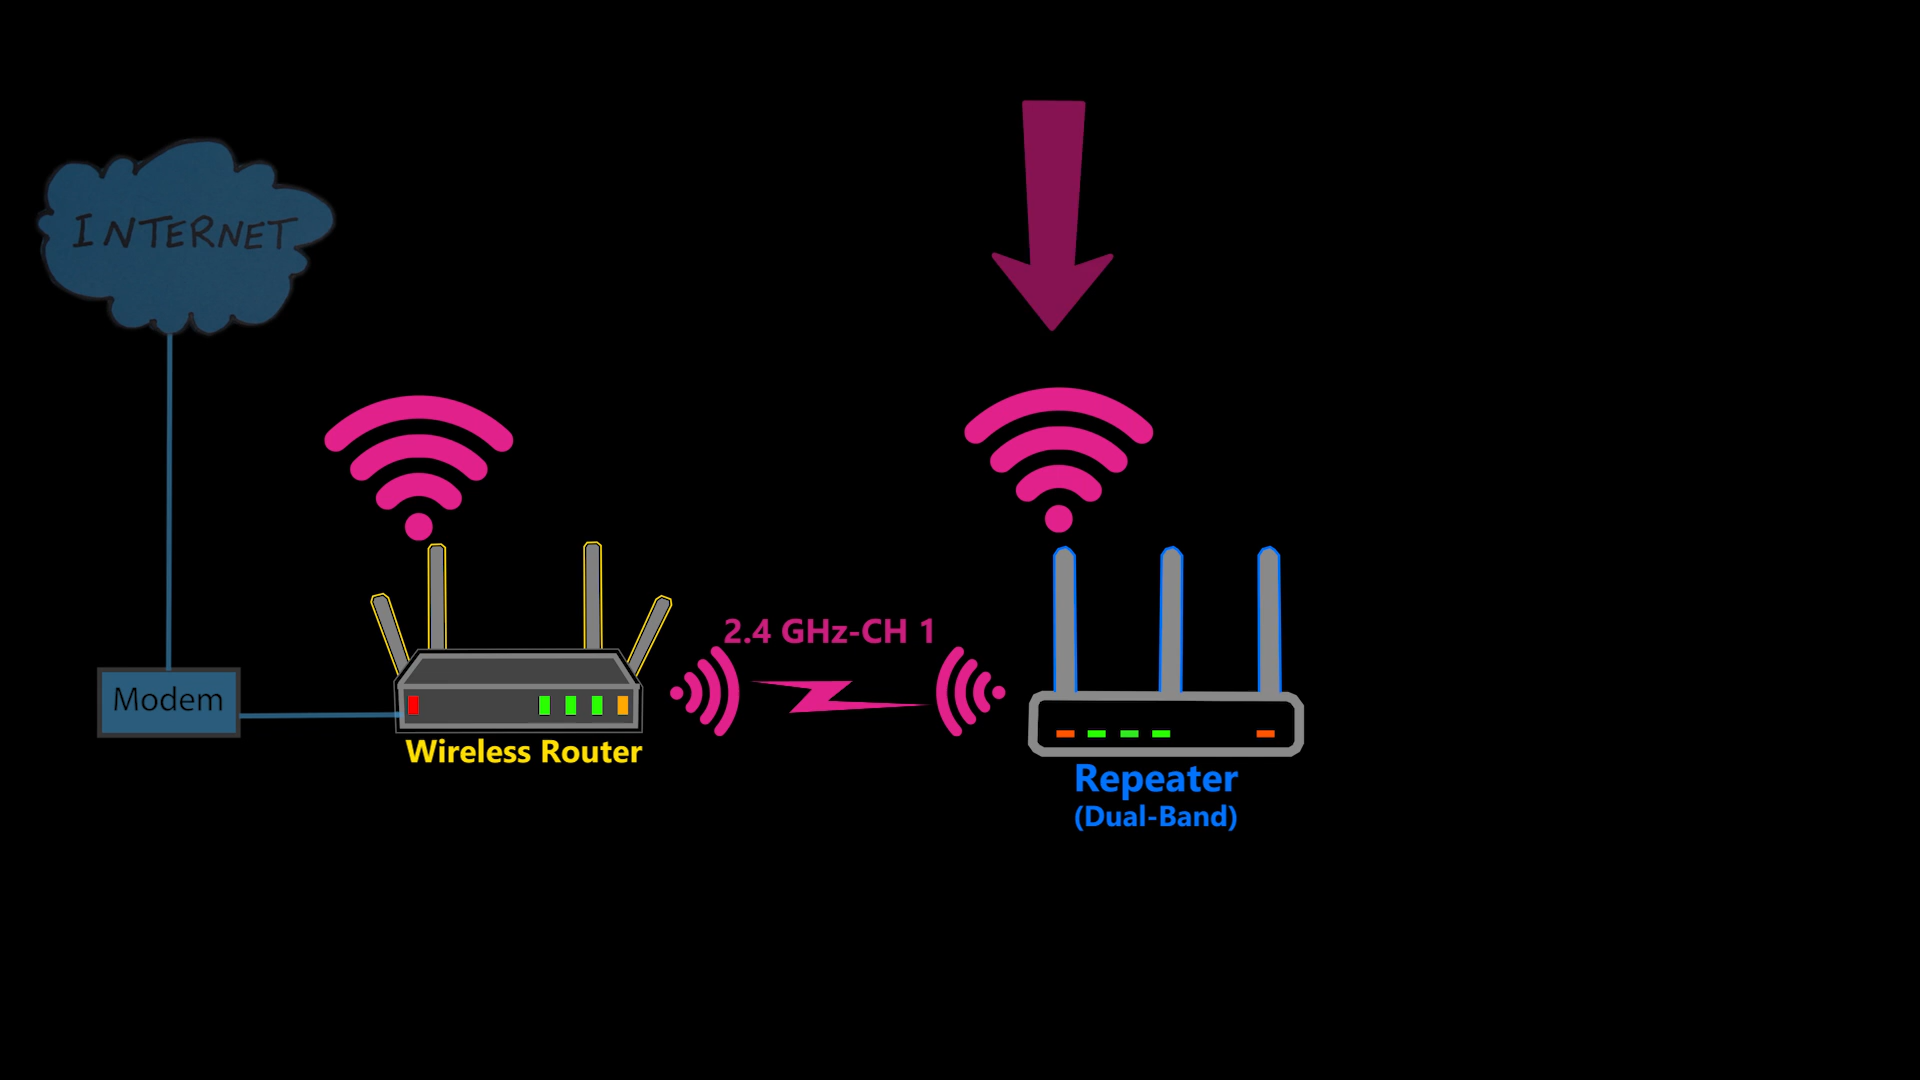 INTERNET
2.4 GHz-CH 1
Modem
Wireless Router
Repeater
(Dual-Band)